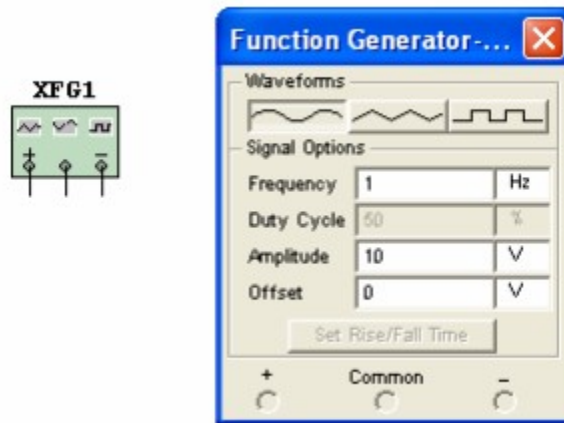 Function Generator-...
XFG1
+ -
Waveforms
Signal Options
Frequency 1 Hz
Duty Cycle 50 %
Amplitude 10 V
Offset 0 V
Set Rise/Fall Time
+ Common -